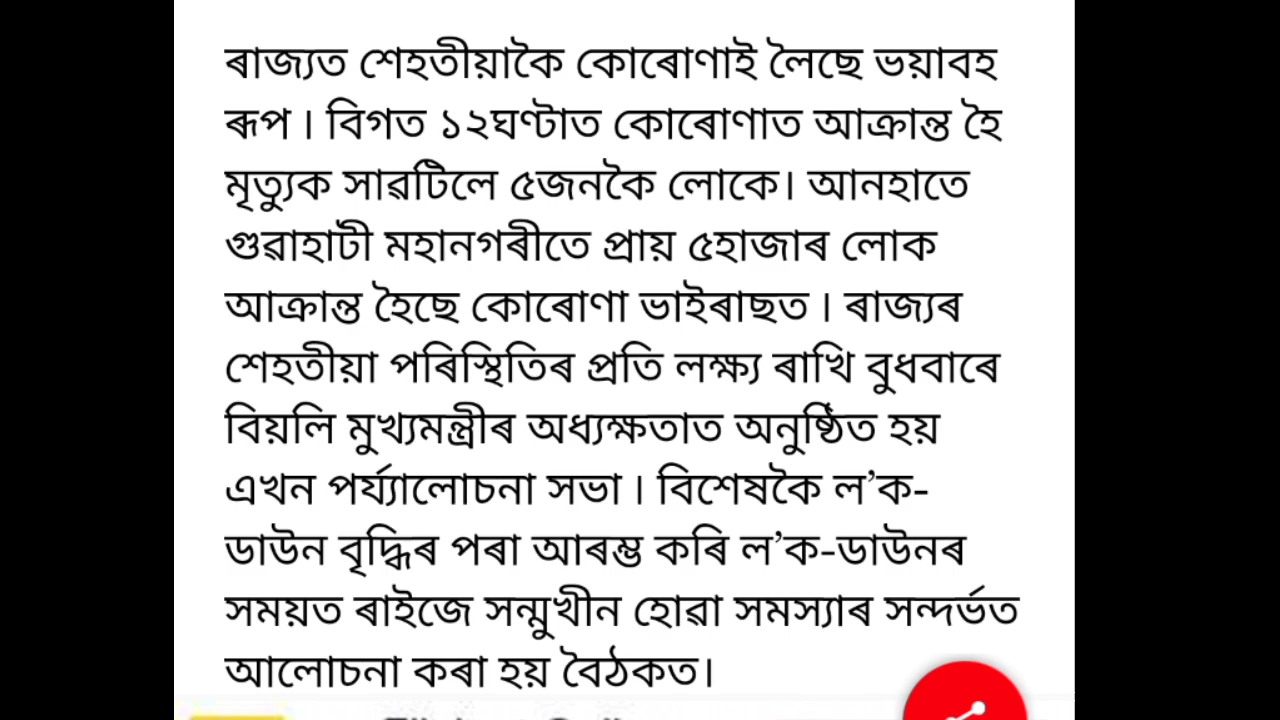 ৰাজ্যত শেহতীয়াকৈ কোৰোণাই লৈছে ভয়াবহ
ৰূপ । বিগত ১২ঘণ্টাত কোৰোণাত আক্ৰান্ত হৈ
মৃত্যুক সাৱটিলে ৫জনকৈ লোকে। আনহাতে
গুৱাহাটী মহানগৰীতে প্ৰায় ৫হাজাৰ লোক
আক্ৰান্ত হৈছে কোৰোণা ভাইৰাছত । ৰাজ্যৰ
শেহতীয়া পৰিস্থিতিৰ প্ৰতি লক্ষ্য ৰাখি বুধবাৰে
বিয়লি মুখ্যমন্ত্ৰীৰ অধ্যক্ষতাত অনুষ্ঠিত হয়
এখন পৰ্য্যালোচনা সভা । বিশেষকৈ ল’ক-
ডাউন বৃদ্ধিৰ পৰা আৰম্ভ কৰি ল’ক-ডাউনৰ
সময়ত ৰাইজে সন্মুখীন হোৱা সমস্যাৰ সন্দৰ্ভত
আলোচনা কৰা হয় বৈঠকত।